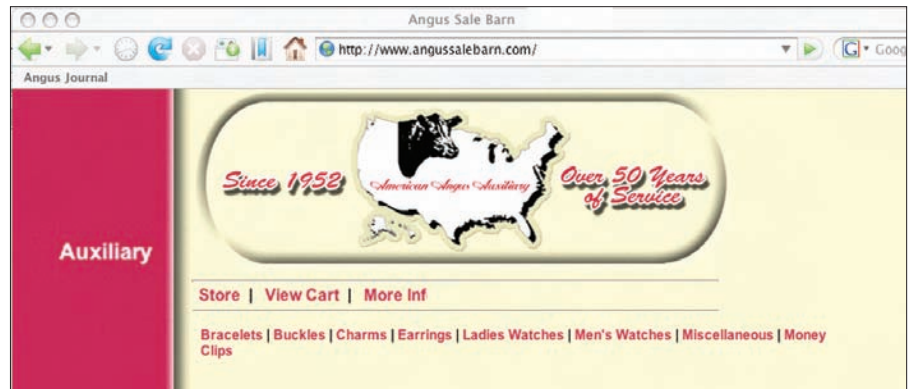 Angus Sale Barn
http://www.angussalebarn.com/
G Goog
Angus Journal
Since 1952
American Angus Auxiliary
Over 50 Years
of Service
Auxiliary
Store | View Cart | More Inf
Bracelets | Buckles | Charms | Earrings | Ladies Watches | Men's Watches | Miscellaneous | Money
Clips